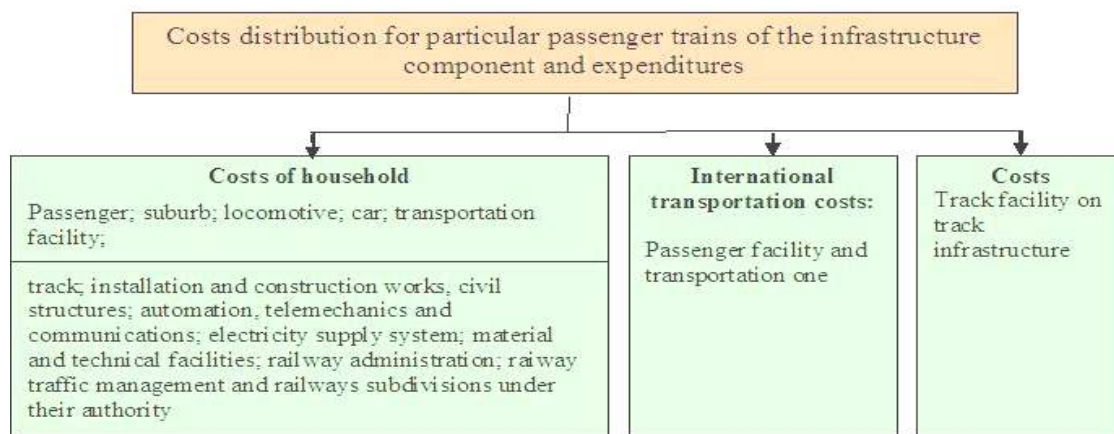 Costs distribution for particular passenger trains of the infrastructure
component and expenditures
Costs of household
Passenger; suburb; locomotive; car; transportation
facility;
track; installation and construction works, civil
structures; automation, telemechanics and
communications; electricity supply system; material
and technical facilities; railway administration; raiway
traffic management and railways subdivisions under
their authority
International
transportation costs:
Passenger facility and
transportation one
Costs
Track facility on
track
infrastructure